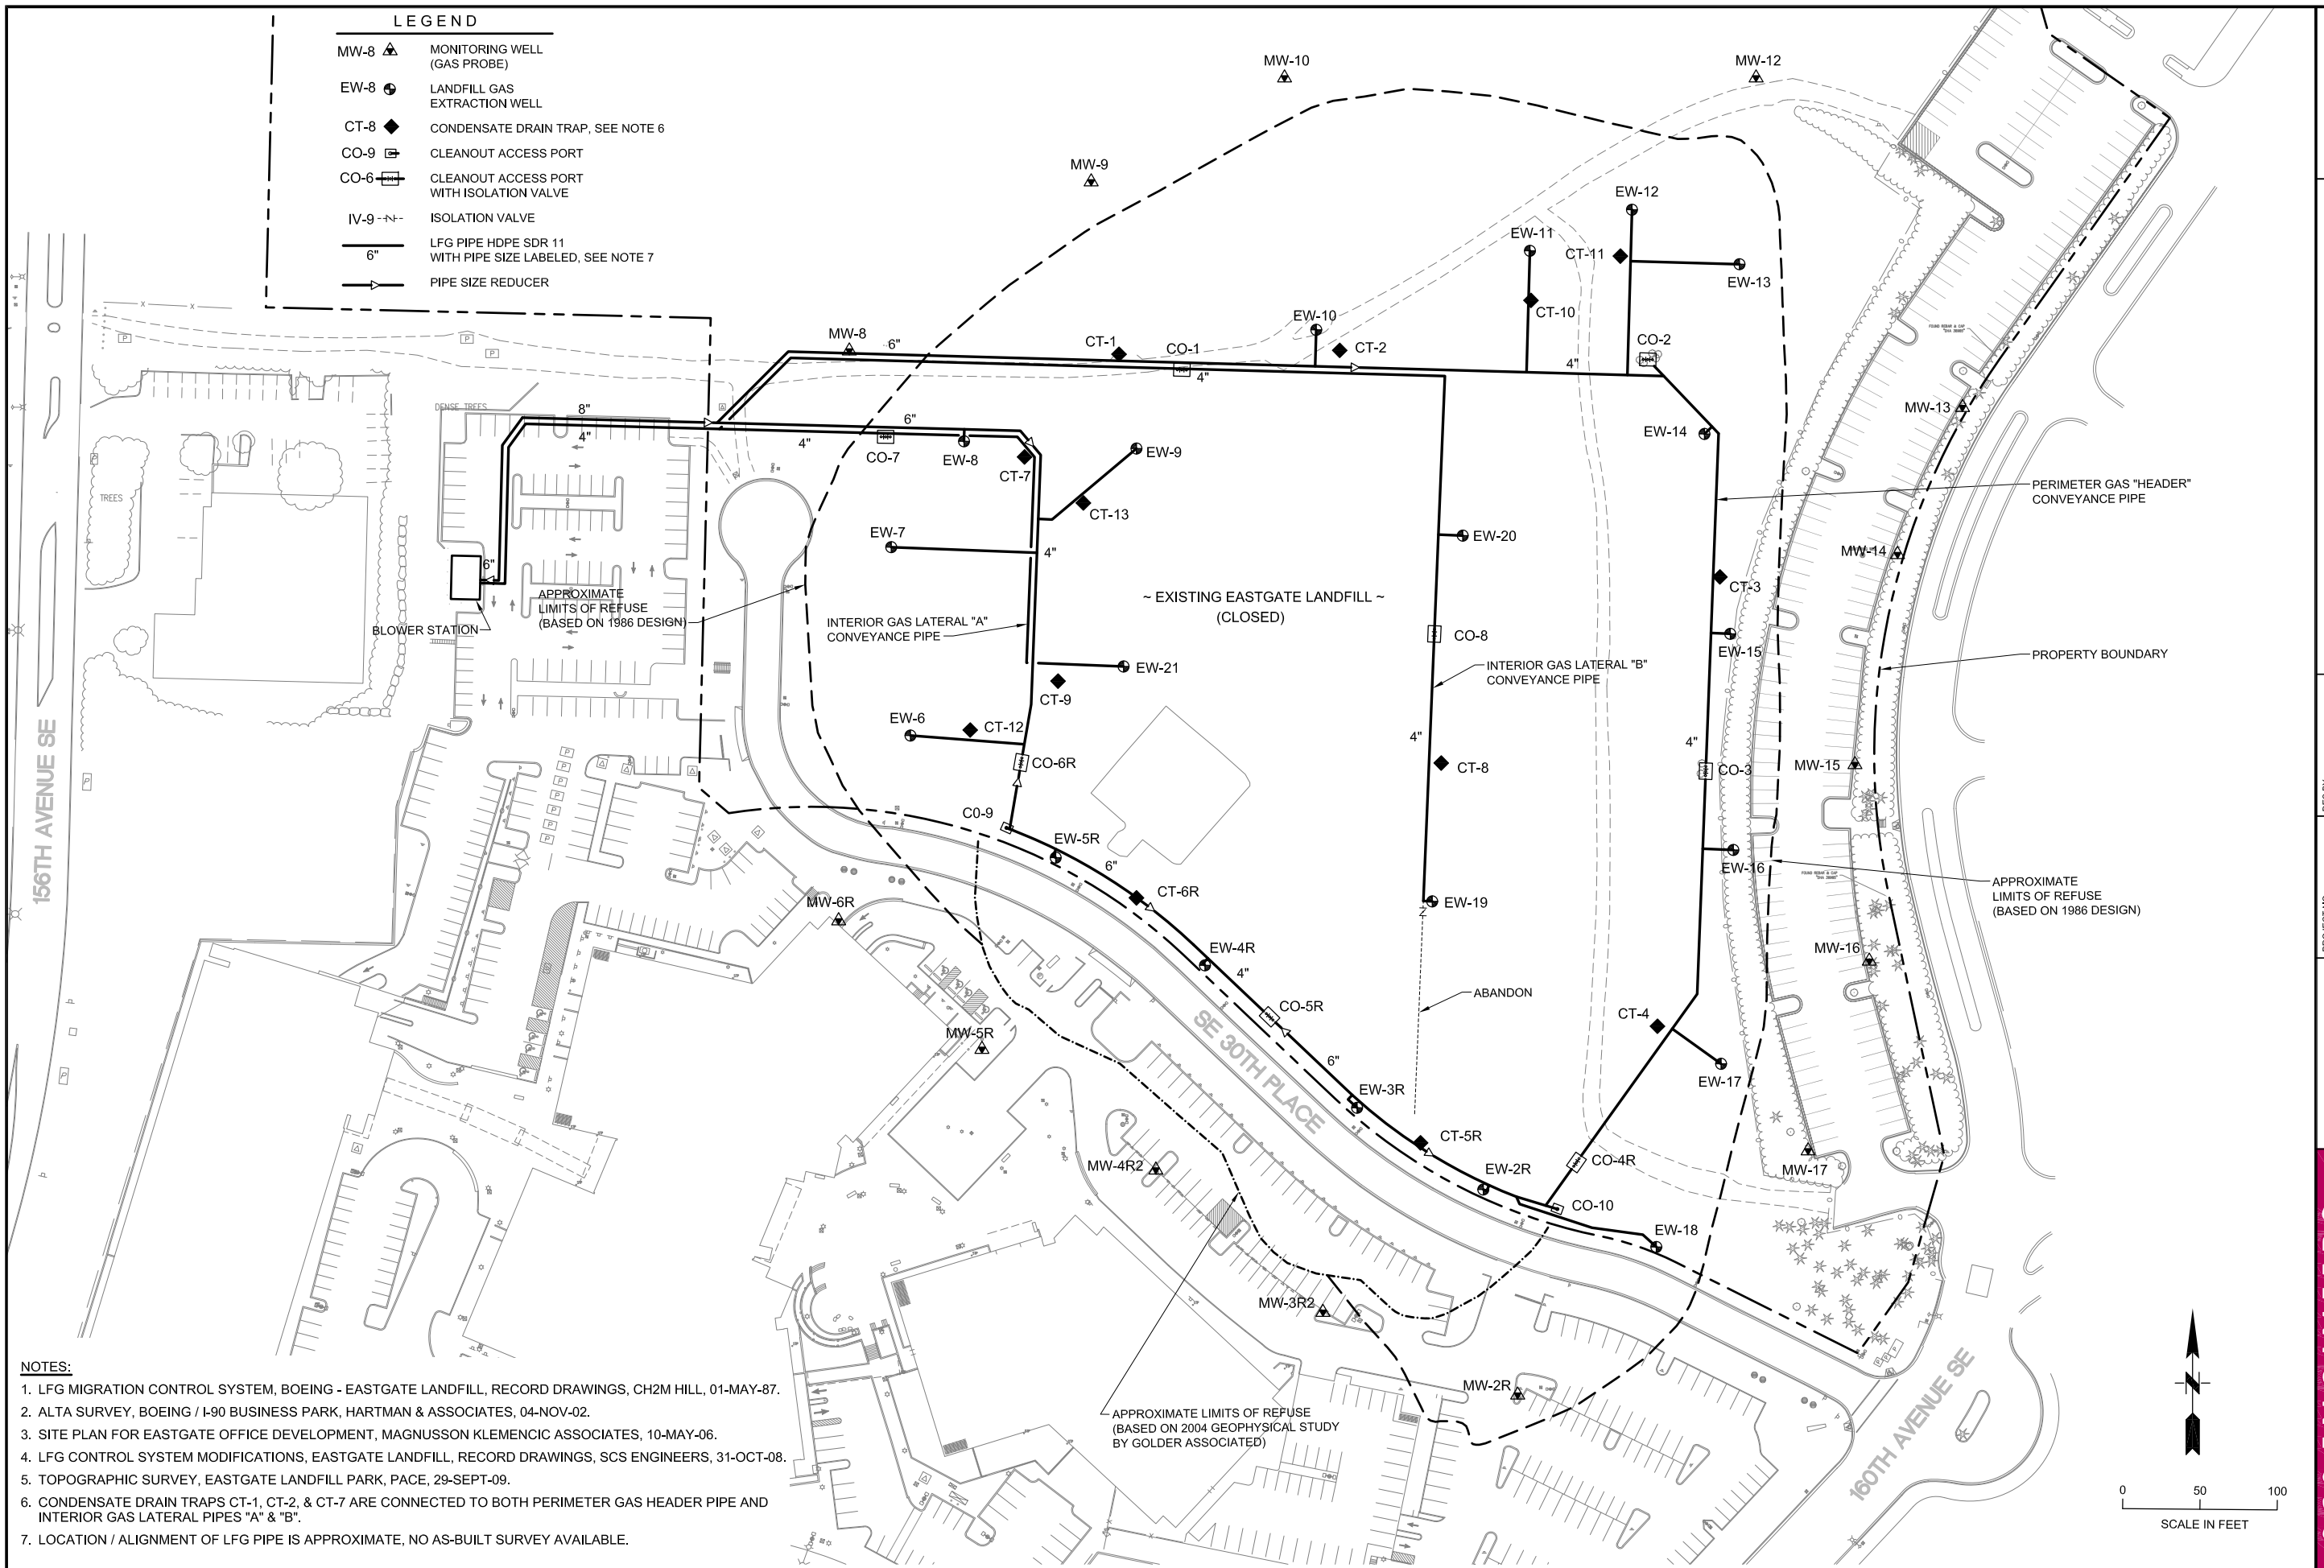 LEGEND
MW-8 MONITORING WELL
(GAS PROBE)
EW-8 LANDFILL GAS
EXTRACTION WELL
CT-8 CONDENSATE DRAIN TRAP, SEE NOTE 6
CO-9 CLEANOUT ACCESS PORT
CO-6 CLEANOUT ACCESS PORT
WITH ISOLATION VALVE
IV-9 ISOLATION VALVE
LFG PIPE HDPE SDR 11
6" WITH PIPE SIZE LABELED, SEE NOTE 7
PIPE SIZE REDUCER
MW-10
MW-12
MW-9
EW-12
EW-11
CT-11
EW-13
CT-10
EW-10
MW-8
6"
CT-1
CO-1
CT-2
CO-2
4"
4"
DENSE TREES
8"
4"
6"
4"
CO-7
EW-8
CT-7
EW-9
EW-14
MW-13
TREES
CT-13
PERIMETER GAS "HEADER"
CONVEYANCE PIPE
EW-7
4"
EW-20
MW-14
6"
APPROXIMATE
LIMITS OF REFUSE
(BASED ON 1986 DESIGN)
BLOWER STATION
~ EXISTING EASTGATE LANDFILL ~
(CLOSED)
CT-3
INTERIOR GAS LATERAL "A"
CONVEYANCE PIPE
CO-8
EW-15
PROPERTY BOUNDARY
EW-21
INTERIOR GAS LATERAL "B"
CONVEYANCE PIPE
CT-9
EW-6
CT-12
4"
4"
CO-6R
CT-8
CO-3
MW-15
156TH AVENUE SE
C0-9
EW-5R
6"
EW-16
CT-6R
APPROXIMATE
LIMITS OF REFUSE
(BASED ON 1986 DESIGN)
MW-6R
EW-19
EW-4R
4"
MW-16
ABANDON
CO-5R
CT-4
MW-5R
SE 30TH PLACE
6"
EW-3R
EW-17
CT-5R
MW-4R2
EW-2R
CO-4R
MW-17
CO-10
EW-18
MW-3R2
MW-2R
APPROXIMATE LIMITS OF REFUSE
(BASED ON 2004 GEOPHYSICAL STUDY
BY GOLDER ASSOCIATED)
160TH AVENUE SE
N
0 50 100
SCALE IN FEET
NOTES:
1. LFG MIGRATION CONTROL SYSTEM, BOEING - EASTGATE LANDFILL, RECORD DRAWINGS, CH2M HILL, 01-MAY-87.
2. ALTA SURVEY, BOEING / I-90 BUSINESS PARK, HARTMAN & ASSOCIATES, 04-NOV-02.
3. SITE PLAN FOR EASTGATE OFFICE DEVELOPMENT, MAGNUSSON KLEMENCIC ASSOCIATES, 10-MAY-06.
4. LFG CONTROL SYSTEM MODIFICATIONS, EASTGATE LANDFILL, RECORD DRAWINGS, SCS ENGINEERS, 31-OCT-08.
5. TOPOGRAPHIC SURVEY, EASTGATE LANDFILL PARK, PACE, 29-SEPT-09.
6. CONDENSATE DRAIN TRAPS CT-1, CT-2, & CT-7 ARE CONNECTED TO BOTH PERIMETER GAS HEADER PIPE AND
INTERIOR GAS LATERAL PIPES "A" & "B".
7. LOCATION / ALIGNMENT OF LFG PIPE IS APPROXIMATE, NO AS-BUILT SURVEY AVAILABLE.